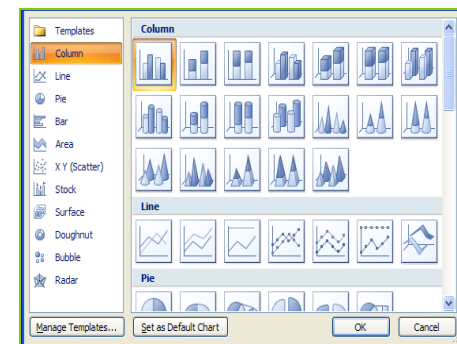 Templates
Column
Line
Pie
Bar
Area
X Y (Scatter)
Stock
Surface
Doughnut
Bubble
Radar
Column
Line
Pie
Manage Templates...
Set as Default Chart
OK
Cancel